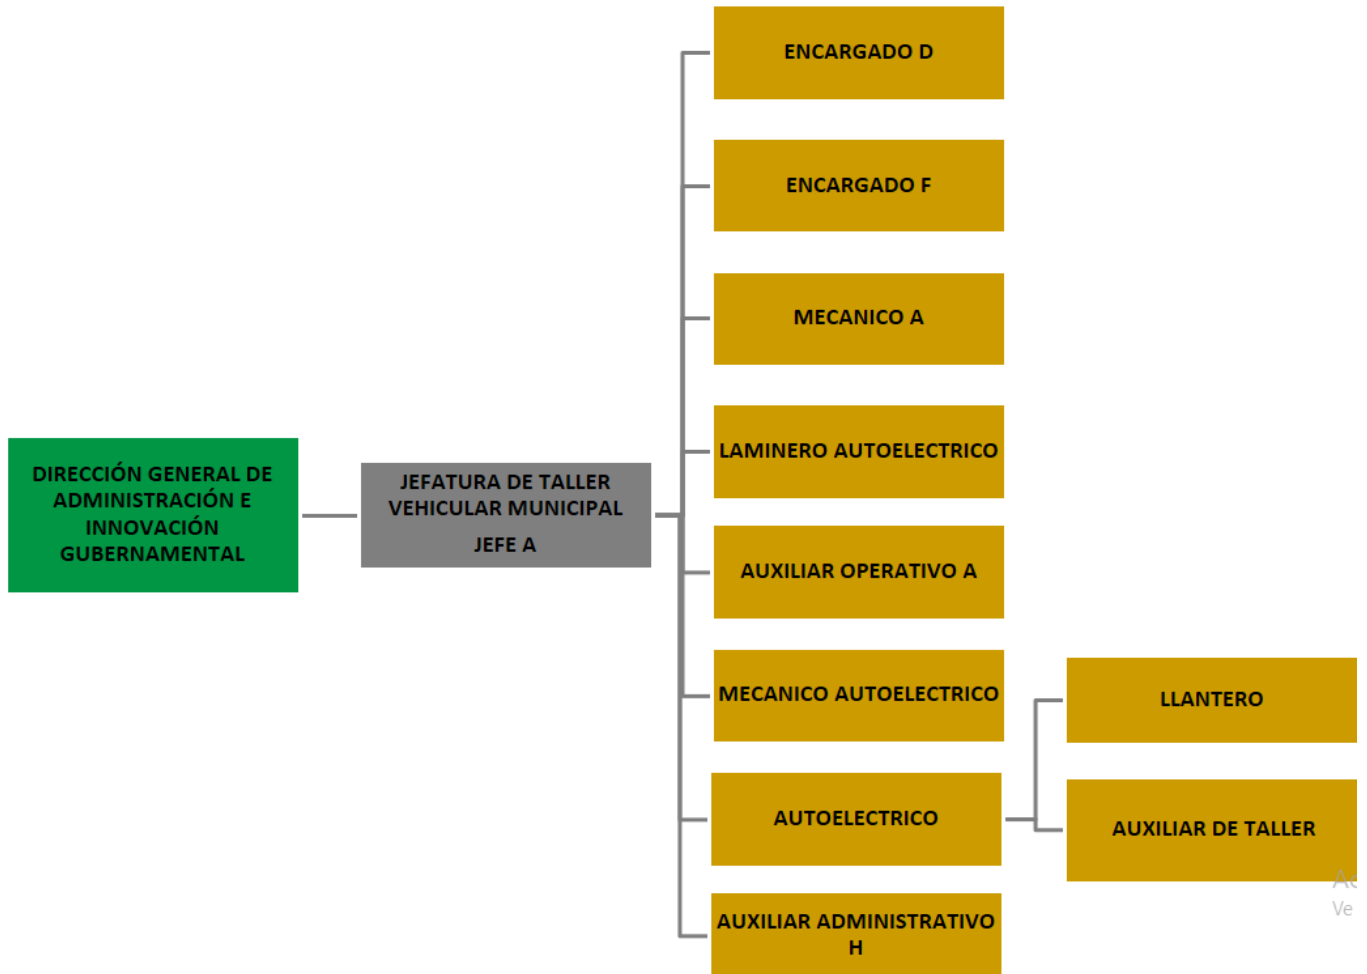 DIRECCIÓN GENERAL DE
ADMINISTRACIÓN E
INNOVACIÓN
GUBERNAMENTAL
JEFATURA DE TALLER
VEHICULAR MUNICIPAL
JEFE A
ENCARGADO D
ENCARGADO F
MECANICO A
LAMINERO AUTOELECTRICO
AUXILIAR OPERATIVO A
MECANICO AUTOELECTRICO
AUTOELECTRICO
AUXILIAR ADMINISTRATIVO
H
LLANTERO
AUXILIAR DE TALLER
Ve